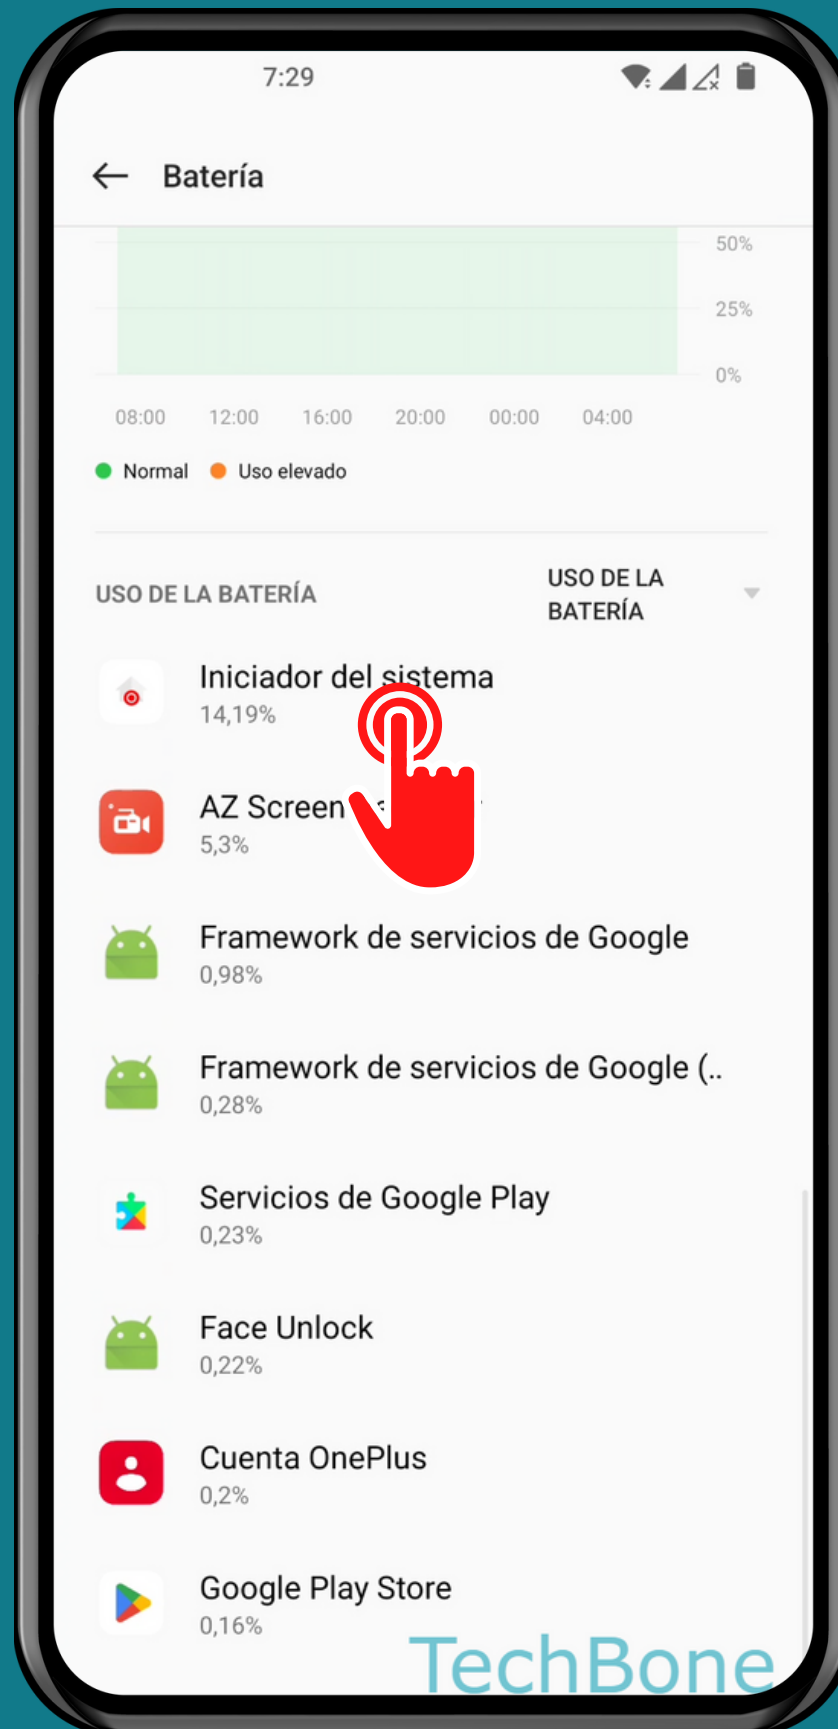 7:29
Batería
50%
25%
0%
08:00 12:00 16:00 20:00 00:00 04:00
Normal Uso elevado
USO DE LA BATERÍA
USO DE LA
BATERÍA
Iniciador del sistema
14,19%
AZ Screen
5,3%
Framework de servicios de Google
0,98%
Framework de servicios de Google (..
0,28%
Servicios de Google Play
0,23%
Face Unlock
0,22%
Cuenta OnePlus
0,2%
Google Play Store
0,16%
TechBone